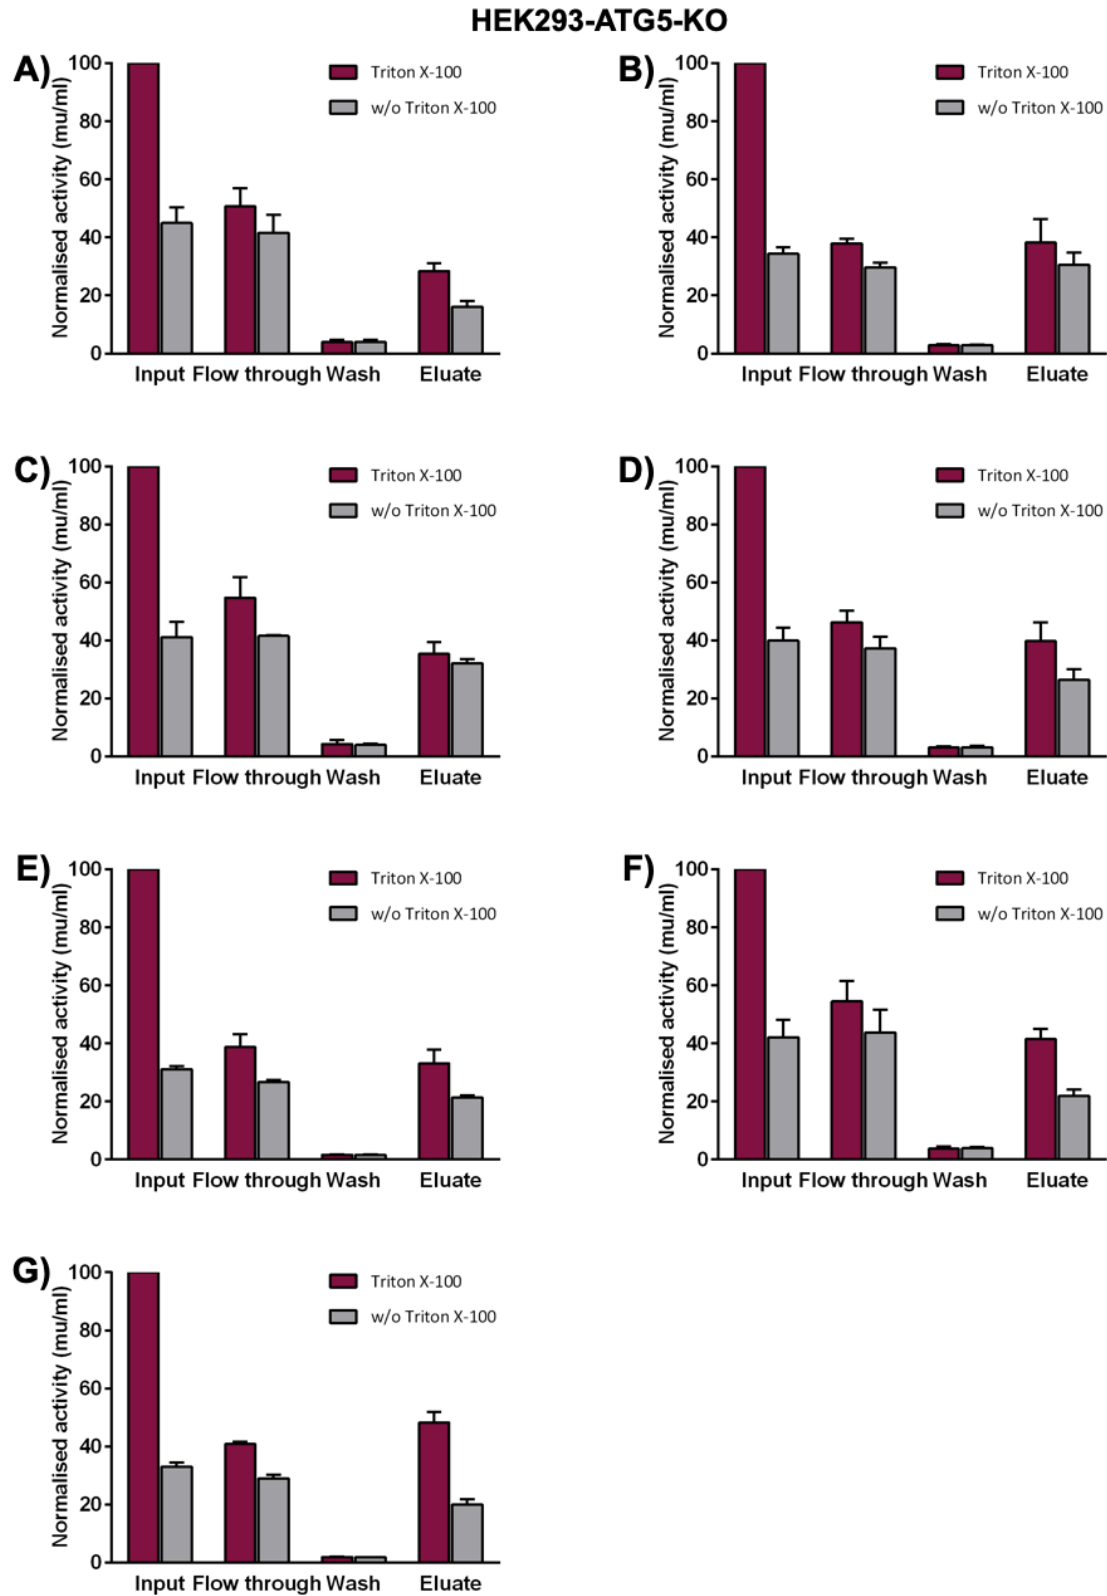 HEK293-ATG5-KO
A)
Normalised activity (mu/ml)
100
80
60
40
20
0
Triton X-100
w/o Triton X-100
Input Flow through Wash Eluate
B)
Normalised activity (mu/ml)
100
80
60
40
20
0
Triton X-100
w/o Triton X-100
Input Flow through Wash Eluate
C)
Normalised activity (mu/ml)
100
80
60
40
20
0
Triton X-100
w/o Triton X-100
Input Flow through Wash Eluate
D)
Normalised activity (mu/ml)
100
80
60
40
20
0
Triton X-100
w/o Triton X-100
Input Flow through Wash Eluate
E)
Normalised activity (mu/ml)
100
80
60
40
20
0
Triton X-100
w/o Triton X-100
Input Flow through Wash Eluate
F)
Normalised activity (mu/ml)
100
80
60
40
20
0
Triton X-100
w/o Triton X-100
Input Flow through Wash Eluate
G)
Normalised activity (mu/ml)
100
80
60
40
20
0
Triton X-100
w/o Triton X-100
Input Flow through Wash Eluate